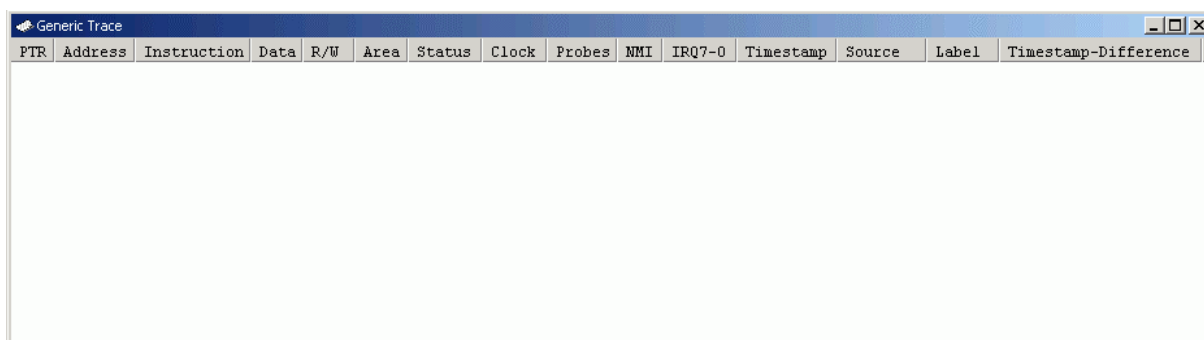 Generic Trace
PTR Address Instruction Data R/W Area Status Clock Probes NMI IRQ7-0 Timestamp Source Label Timestamp-Difference